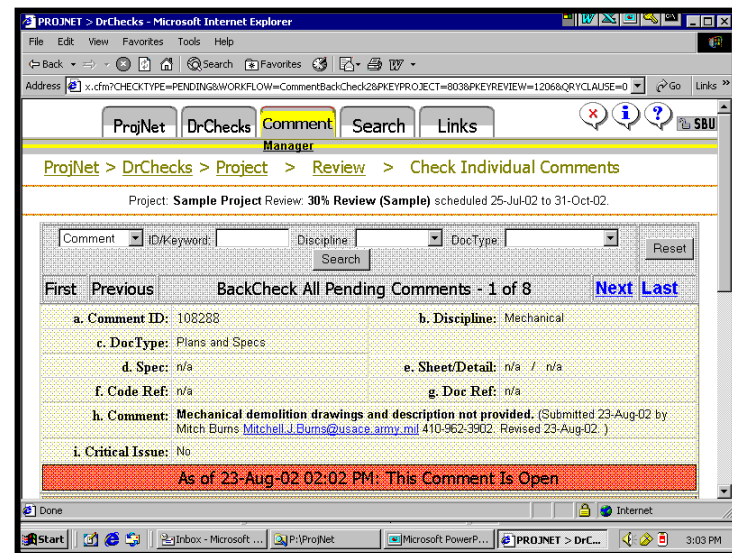 PROJNET > DrChecks - Microsoft Internet Explorer
File Edit View Favorites Tools Help
Back Search Favorites
Address x.cfm?CHECKTYPE=PENDING&WORKFLOW=CommentBackCheck2&PKEYPROJECT=803&PKEYREVIEW=1206&QRYCLAUSE=0 Go Links »
ProjNet DrChecks Comment Search Links SBU
Manager
ProjNet > DrChecks > Project > Review > Check Individual Comments
Project: Sample Project Review: 30% Review (Sample) scheduled 25-Jul-02 to 31-Oct-02.
Comment ID/Keyword: Discipline: DocType: Reset
Search
First Previous BackCheck All Pending Comments - 1 of 8 Next Last
a. Comment ID: 108288 b. Discipline: Mechanical
c. DocType: Plans and Specs
d. Spec: n/a e. Sheet/Detail: n/a / n/a
f. Code Ref: n/a g. Doc Ref: n/a
h. Comment: Mechanical demolition drawings and description not provided. (Submitted 23-Aug-02 by
Mitch Burns Mitchell.J.Burns@usace.army.mil 410-962-3902. Revised 23-Aug-02. )
i. Critical Issue: No
As of 23-Aug-02 02:02 PM: This Comment Is Open
Done Internet
Start Inbox - Microsoft ... P:\ProjNet Microsoft PowerP... PROJNET > DrC... 3:03 PM